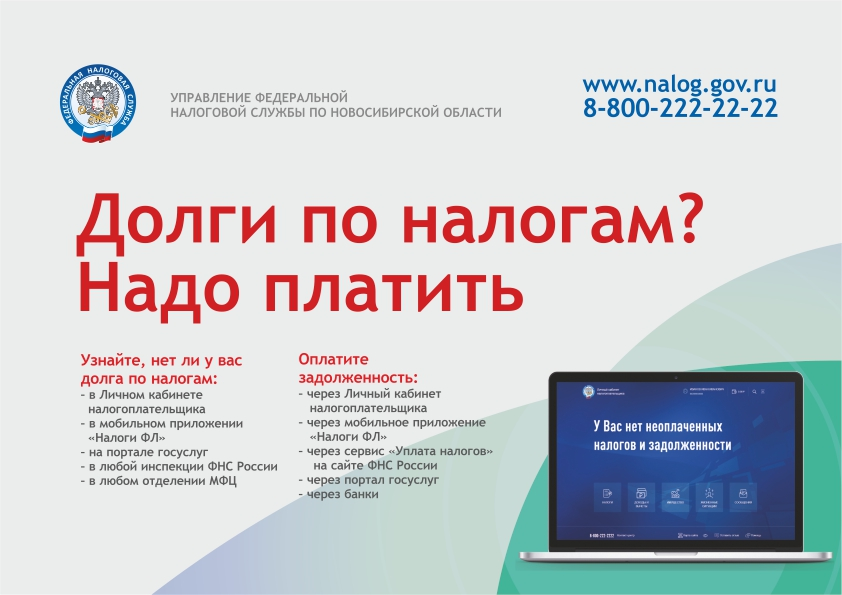 ФЕДЕРАЛЬНАЯ НАЛОГОВАЯ СЛУЖБА
УПРАВЛЕНИЕ ФЕДЕРАЛЬНОЙ
НАЛОГОВОЙ СЛУЖБЫ ПО НОВОСИБИРСКОЙ ОБЛАСТИ
www.nalog.gov.ru
8-800-222-22-22
Долги по налогам?
Надо платить
Узнайте, нет ли у вас
долга по налогам:
- в Личном кабинете
налогоплательщика
- в мобильном приложении
«Налоги ФЛ»
- на портале госуслуг
- в любой инспекции ФНС России
- в любом отделении МФЦ
Оплатите
задолженность:
- через Личный кабинет
налогоплательщика
- через мобильное приложение
«Налоги ФЛ»
- через сервис «Уплата налогов»
на сайте ФНС России
- через портал госуслуг
- через банки
У Вас нет неоплаченных
налогов и задолженности
8-800-222-2222